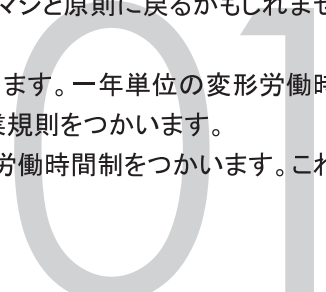 マシと原則に戻るかもしれませ
ます。一年単位の変形労働時
業規則をつかいます。
労働時間制をつかいます。これ
01